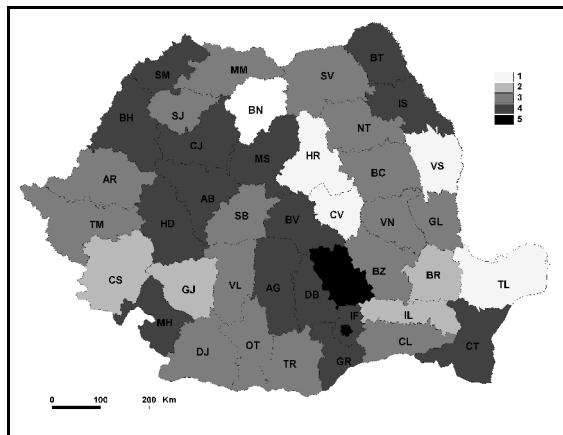 BT
SM
MM
SV
1
2
3
4
5
IS
BH
SJ
BN
NT
CJ
MS
HR
VS
BC
AR
AB
SB
BV
CV
VN
GL
TM
HD
CS
GJ
VL
AG
DB
BZ
BR
TL
MH
IF
IL
CT
DJ
OT
TR
GR
CL
0 100 200 Km